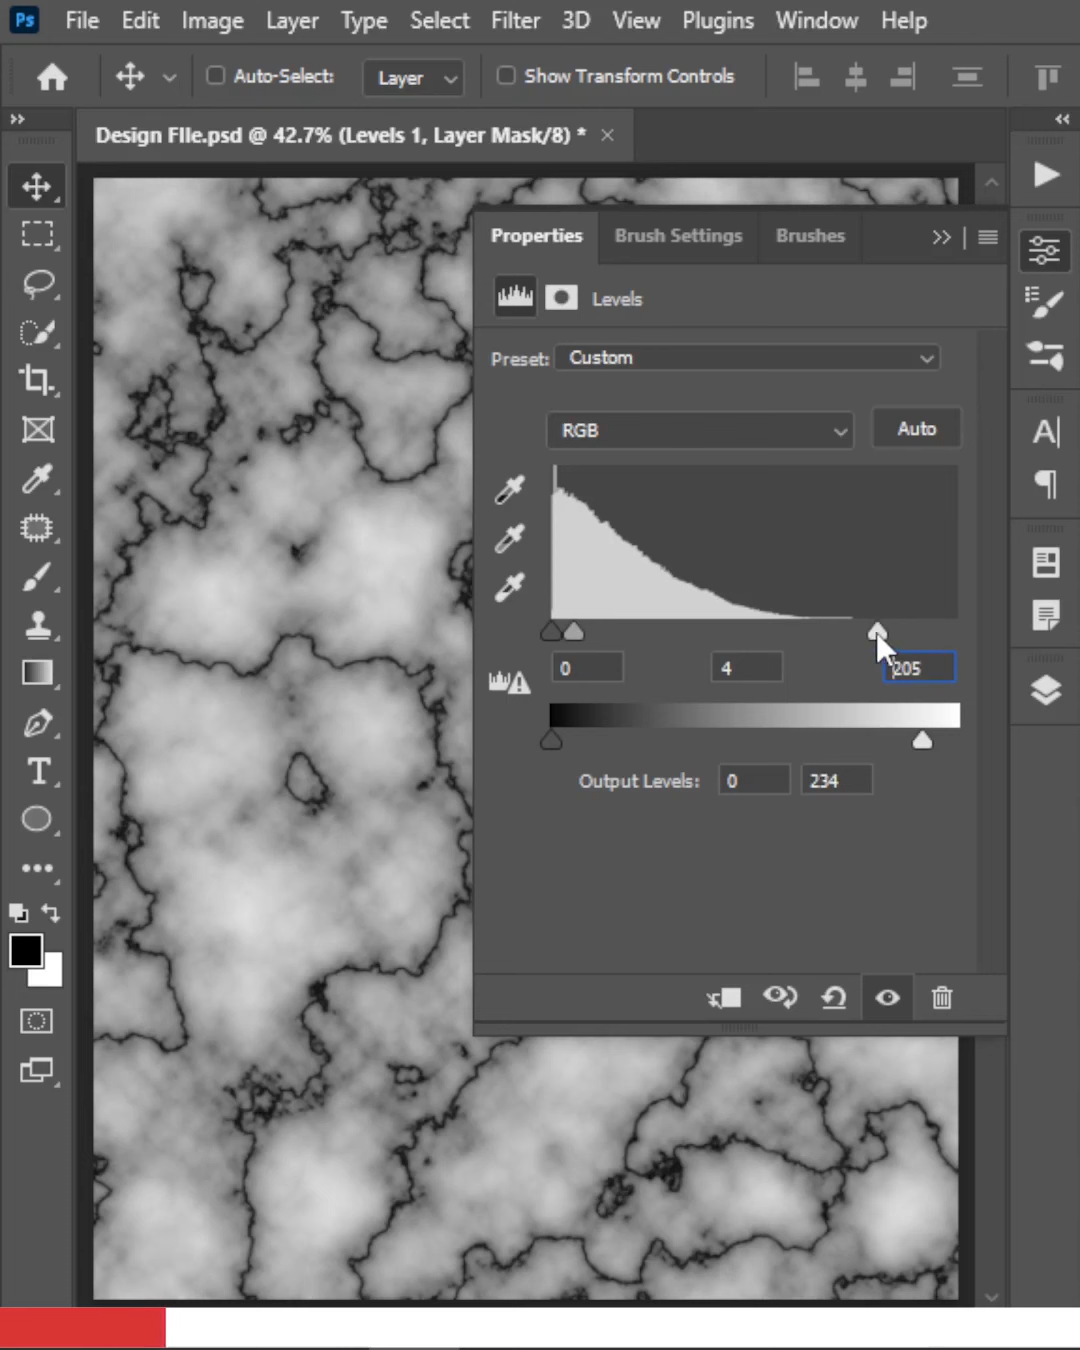 Ps File Edit Image Layer Type Select Filter 3D View Plugins Window Help
Auto-Select: Layer Show Transform Controls
Design FIle.psd @ 42.7% (Levels 1, Layer Mask/8) *
Properties Brush Settings Brushes
Levels
Preset: Custom
RGB Auto
0 4 205
Output Levels: 0 234